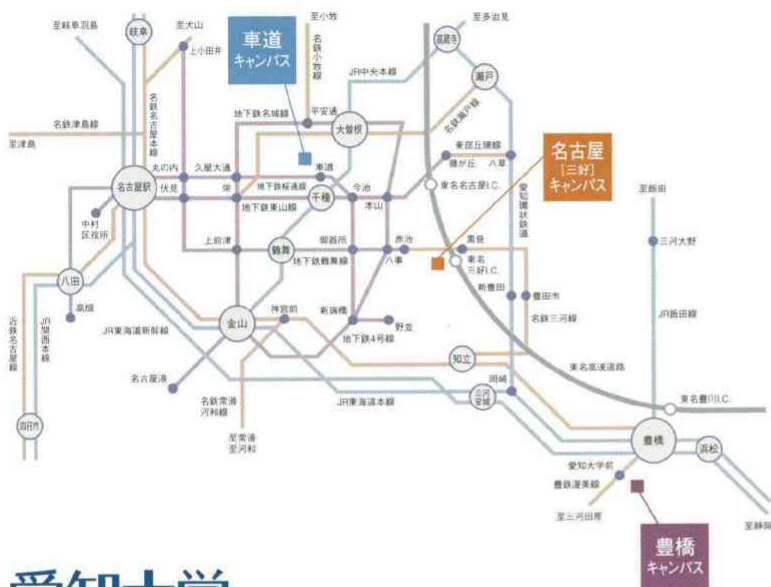 至岐阜羽島
岐阜
至犬山
上小田井
至小牧
名鉄小牧線
車道
キャンパス
JR中央本線
高蔵寺
至多治見
瀬戸
名鉄津島線
至津島
名鉄名古屋本線
地下鉄名城線
平安通
大曽根
名鉄瀬戸線
東部丘陵線
藤が丘
八草
名古屋
[三好]
キャンパス
丸の内
久屋大通
車道
名古屋駅
伏見
栄
地下鉄桜通線
千種
今池
地下鉄東山線
本山
東名名古屋I.C.
愛知環状鉄道
至飯田
中村
区役所
上前津
鶴舞
御器所
地下鉄鶴舞線
赤池
八事
黒笹
東名
三好I.C.
三河大野
八田
高畑
新豊田
豊田市
近鉄名古屋線
JR関西本線
JR東海道新幹線
金山
神宮前
新瑞橋
野並
地下鉄4号線
名鉄三河線
JR飯田線
名古屋港
知立
東名高速道路
四日市
名鉄常滑
河和線
JR東海道本線
岡崎
三河
安城
東名豊川I.C.
至常滑
至河和
豊橋
浜松
愛知大学前
豊鉄渥美線
至三河田原
至静岡
豊橋
キャンパス
愛知大学